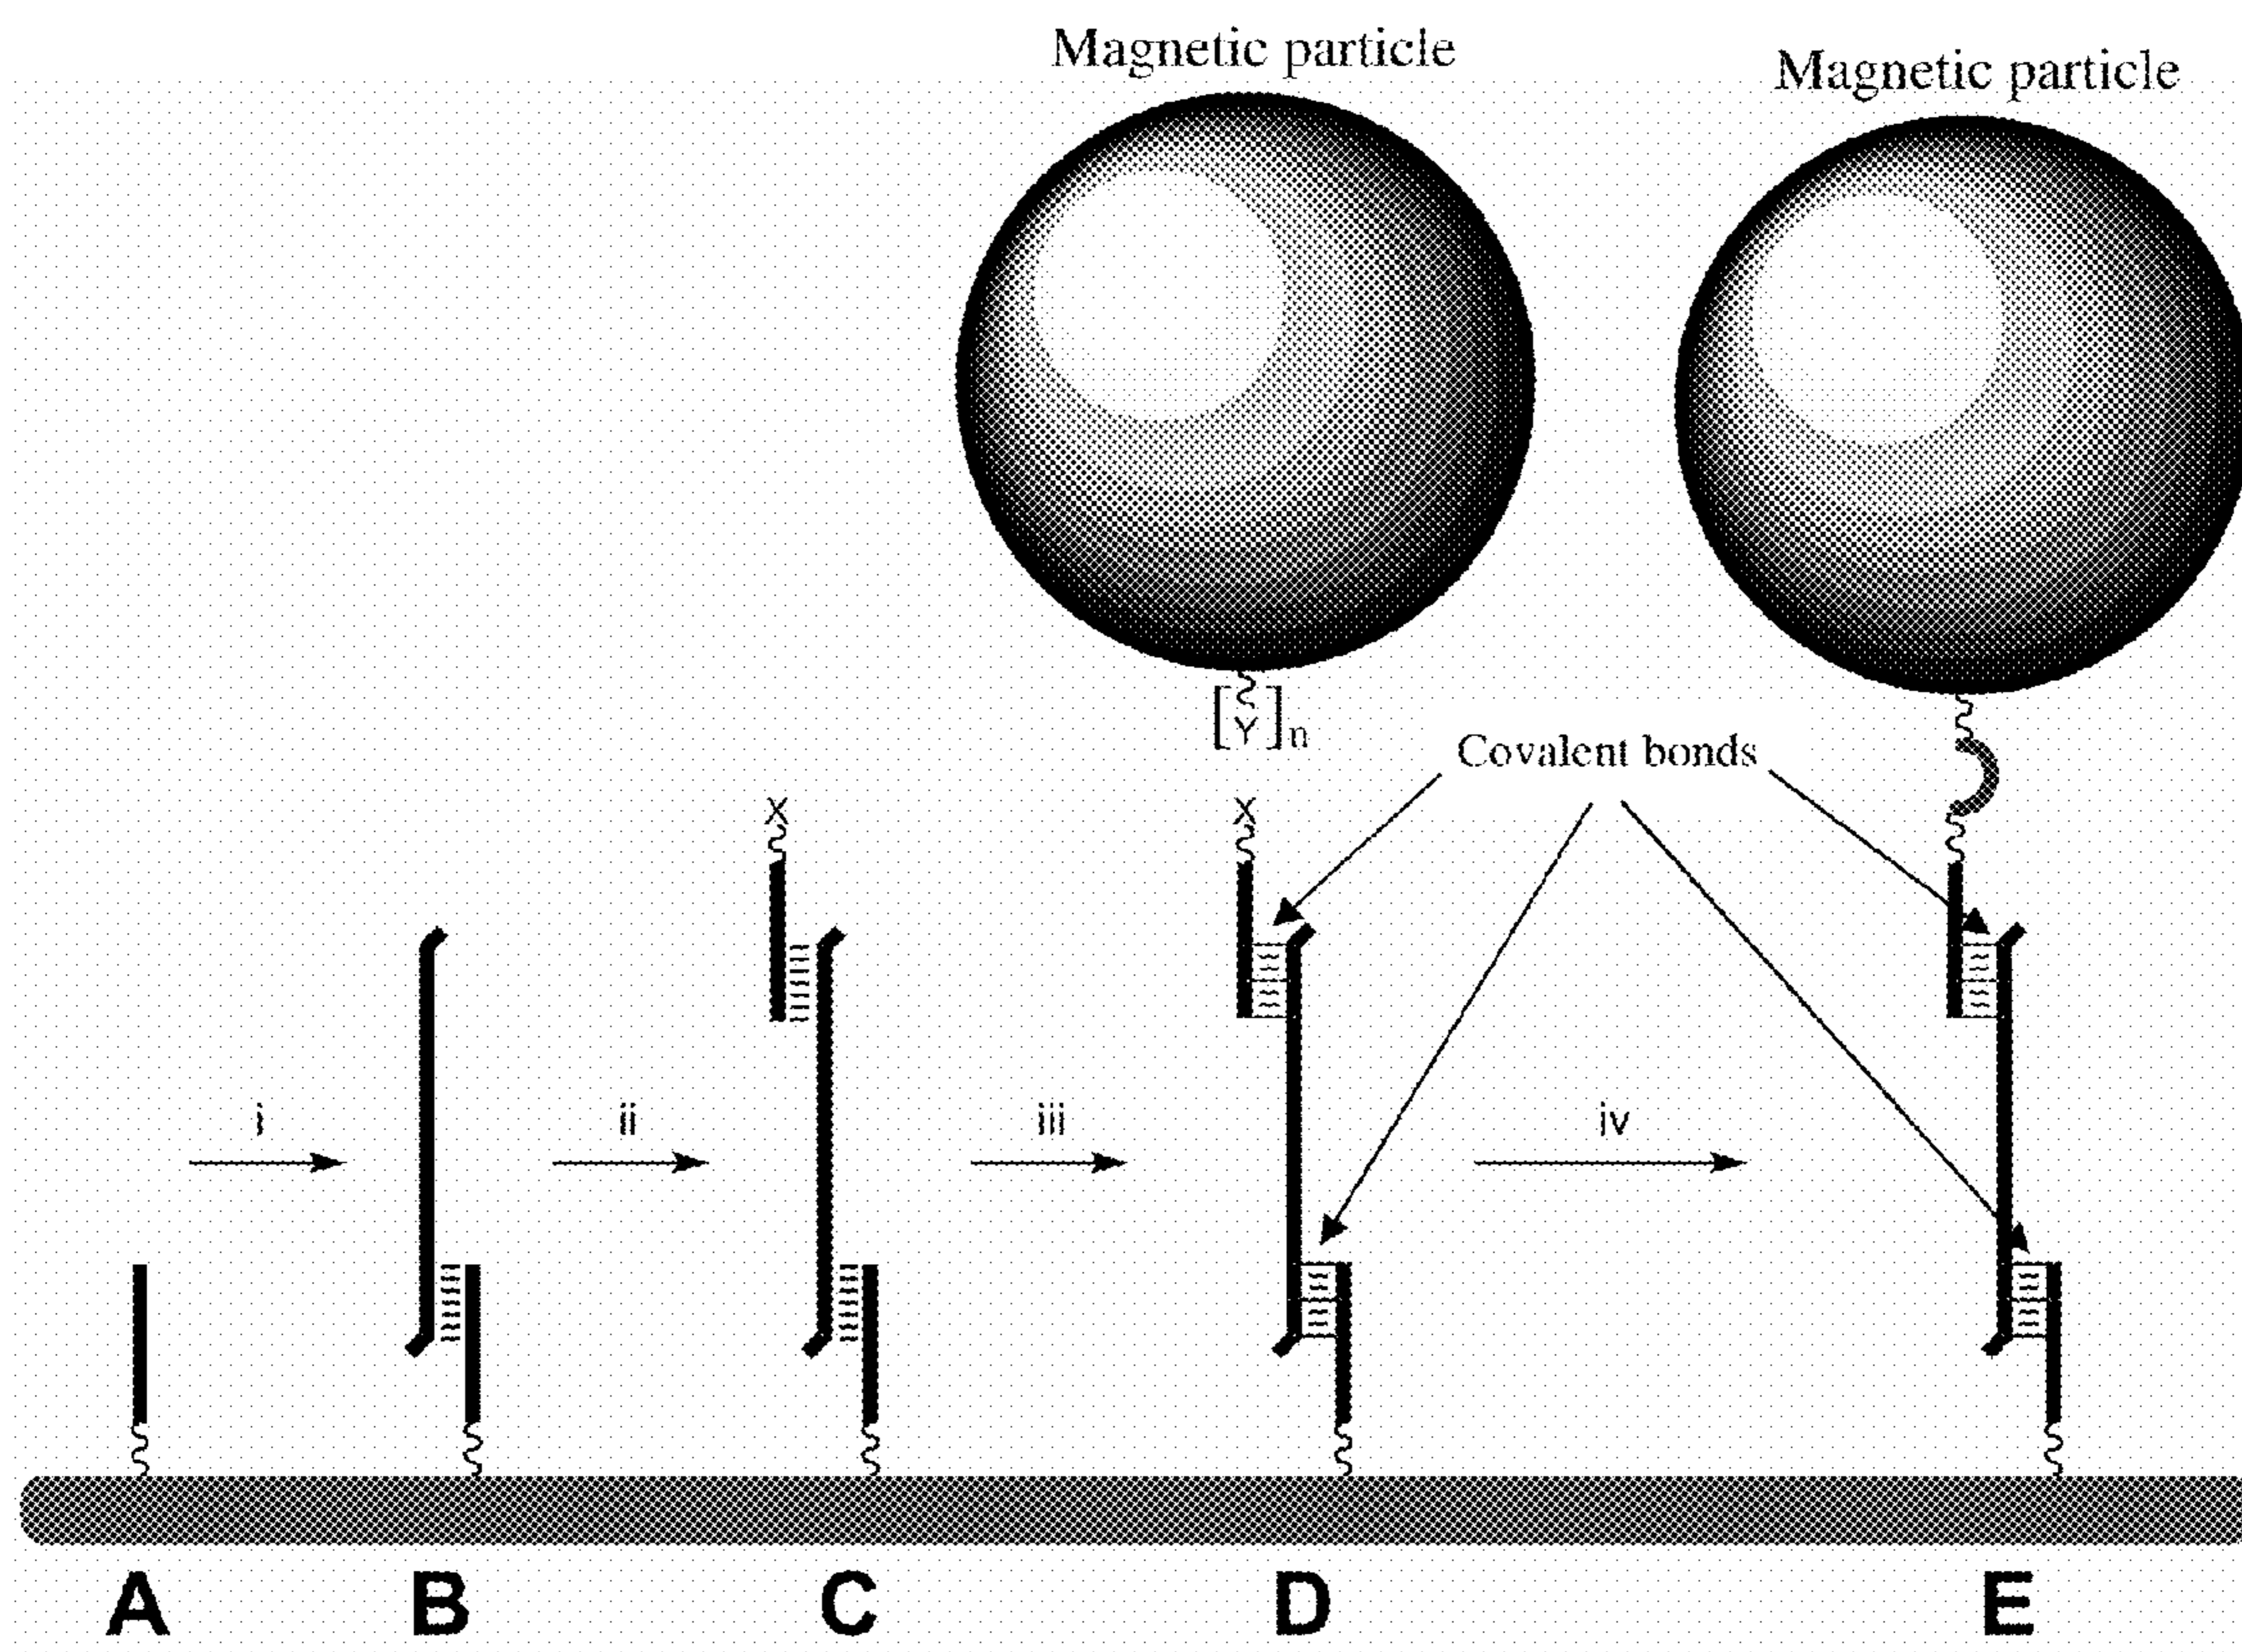 Magnetic particle
Magnetic particle
[Y]n
Covalent bonds
X
X
i
ii
iii
iv
A
B
C
D
E